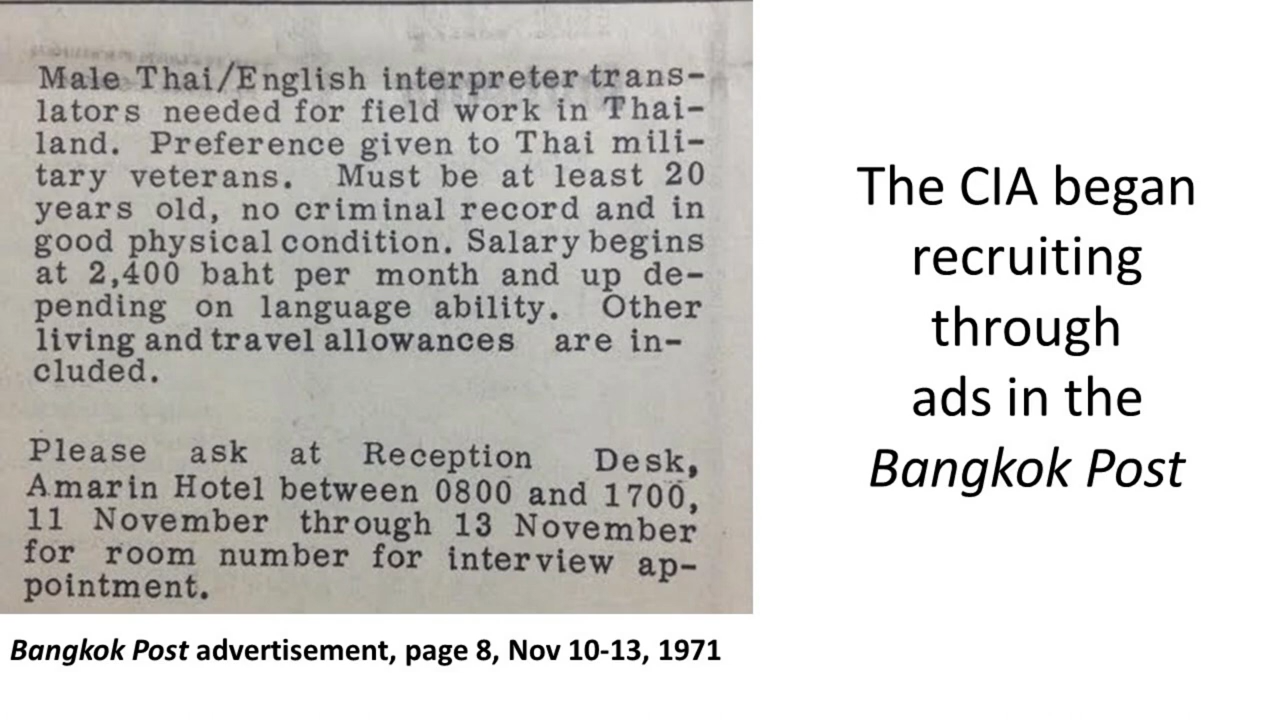 Male Thai/English interpreter trans-
lators needed for field work in Thai-
land. Preference given to Thai mili-
tary veterans. Must be at least 20
years old, no criminal record and in
good physical condition. Salary begins
at 2,400 baht per month and up de-
pending on language ability. Other
living and travel allowances are in-
cluded.
Please ask at Reception Desk,
Amarin Hotel between 0800 and 1700,
11 November through 13 November
for room number for interview ap-
pointment.
Bangkok Post advertisement, page 8, Nov 10-13, 1971
The CIA began
recruiting
through
ads in the
Bangkok Post